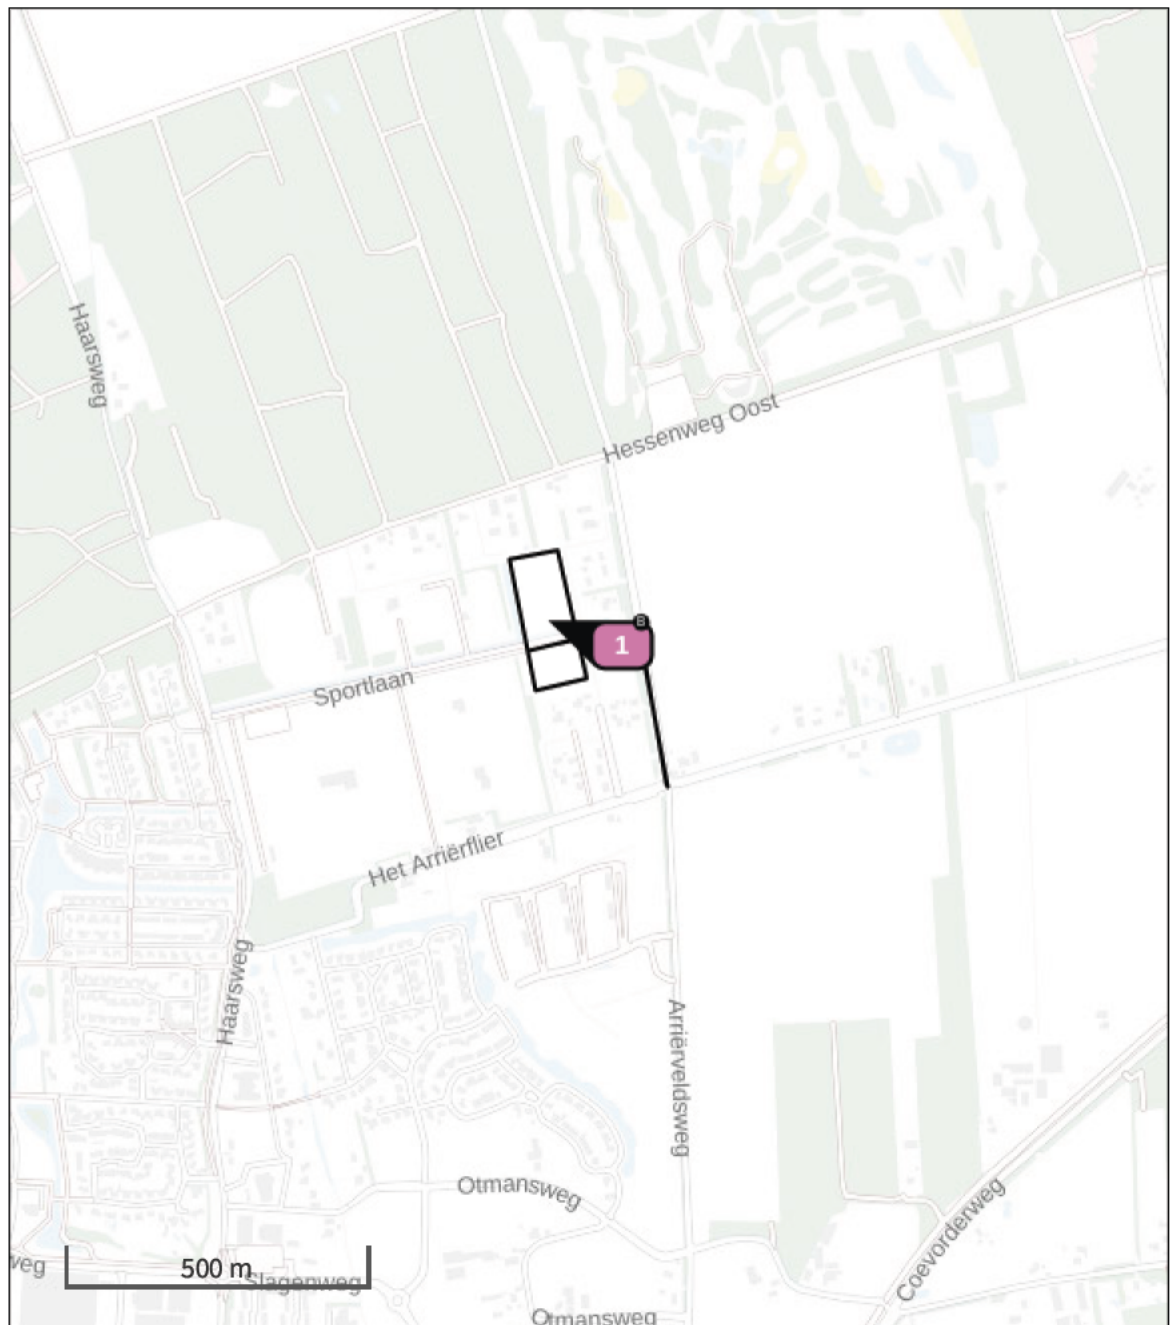 Haarsweg
Hessenweg Oost
B
1
Sportlaan
Het Arriërflier
Haarsweg
Arriërveldsweg
Otmansweg
Coevorderweg
weg
500 m
Slagenweg
Otmansweg